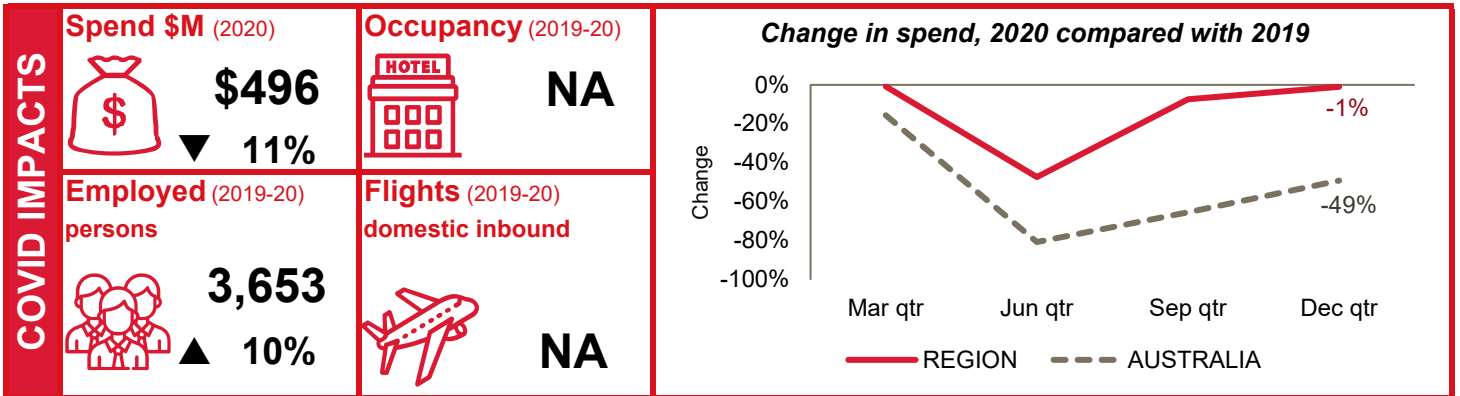 COVID IMPACTS
Spend $M (2020)
$
$496
▼ 11%
Occupancy (2019-20)
HOTEL
NA
Employed (2019-20)
persons
3,653
▲ 10%
Flights (2019-20)
domestic inbound
NA
Change in spend, 2020 compared with 2019
Change
0%
-20%
-40%
-60%
-80%
-100%
-1%
-49%
Mar qtr Jun qtr Sep qtr Dec qtr
REGION AUSTRALIA